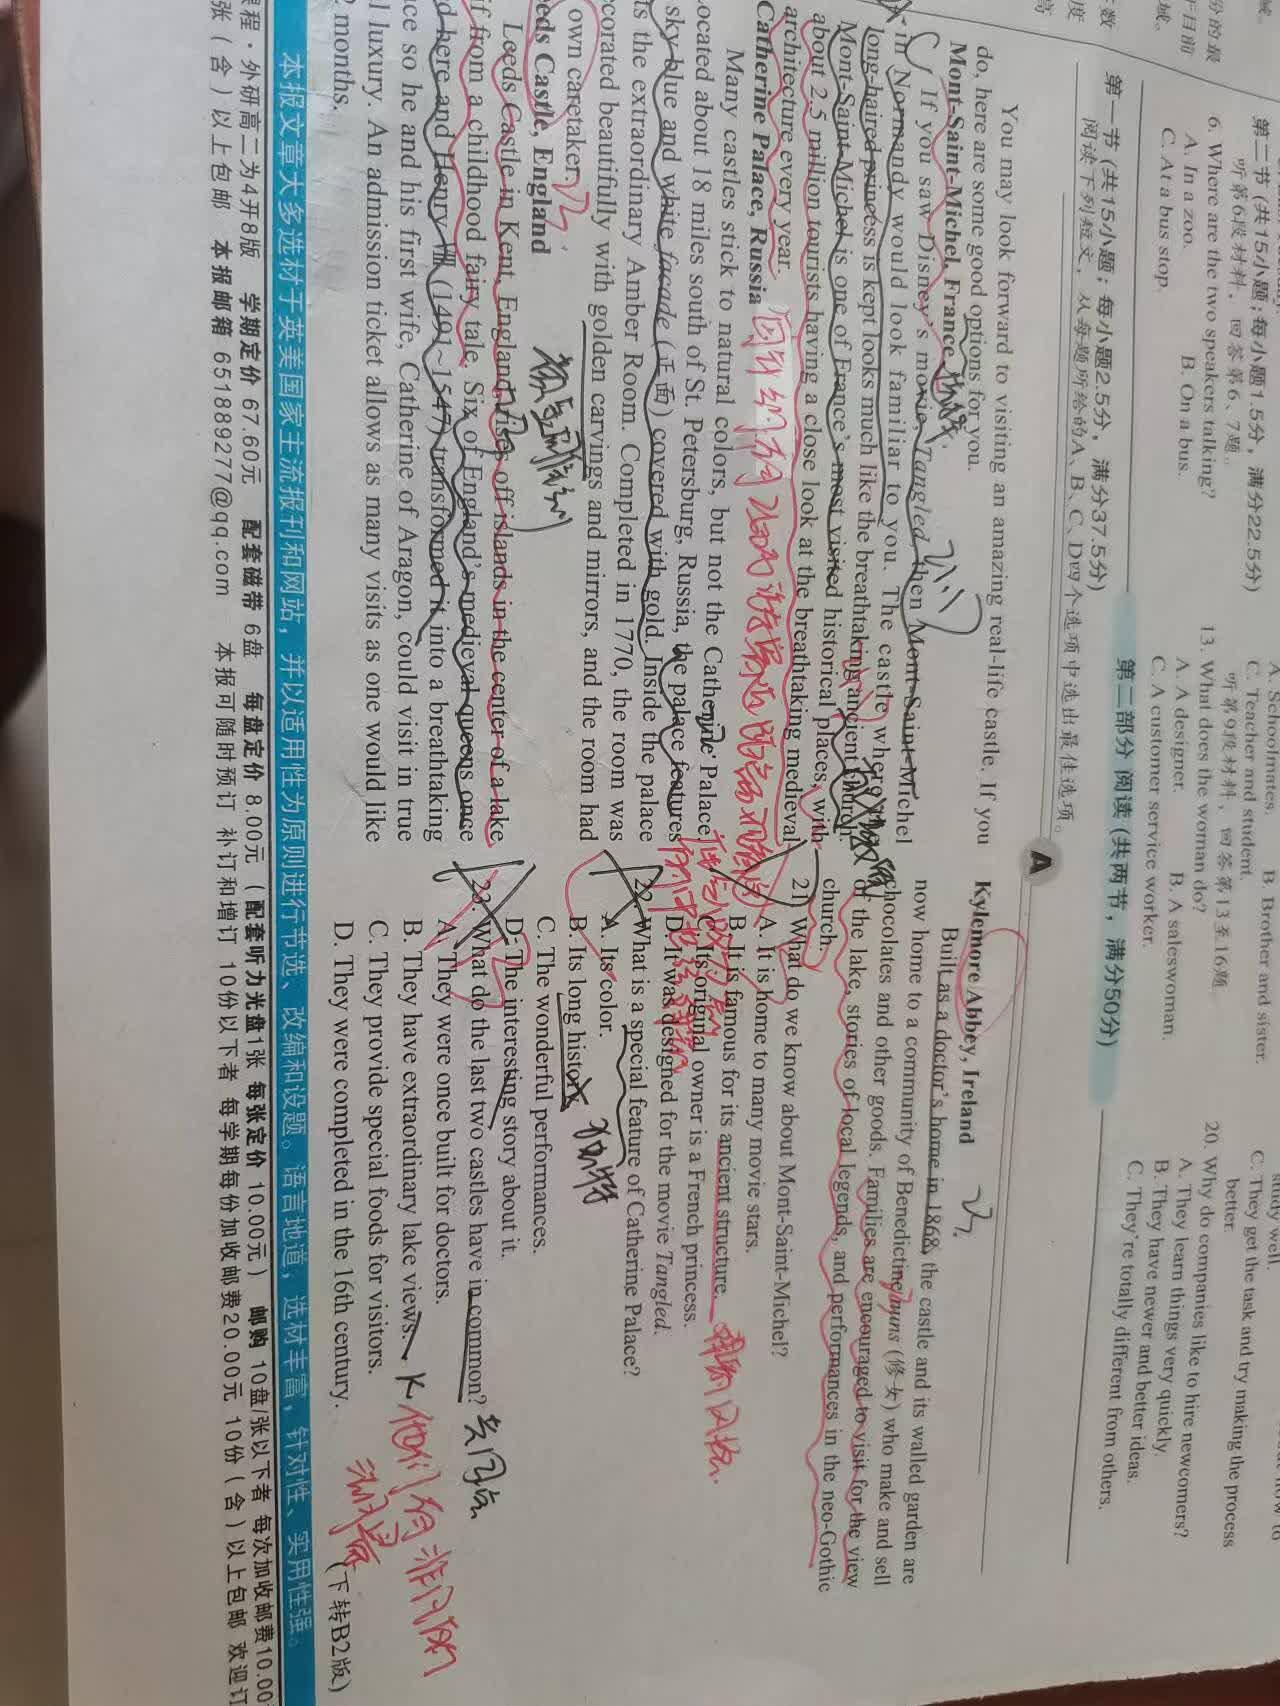 第二节 (共15小题;每小题1.5分，满分22.5分)
听第6段材料，回答第6、7题。
6. Where are the two speakers talking?
A. In a zoo.
B. On a bus.
C. At a bus stop.
A. Schoolmates.
B. Brother and sister.
C. Teacher and student.
听第9段材料，回答第13至16题
13. What does the woman do?
A. A designer.
B. A saleswoman.
C. A customer service worker.
study well.
C. They get the task and try making the process
better.
20. Why do companies like to hire newcomers?
A. They learn things very quickly.
B. They have newer and better ideas.
C. They're totally different from others.
第二部分 阅读 (共两节，满分50分)
第一节 (共15小题；每小题2.5分，满分37.5分)
阅读下列短文，从每题所给的A、B、C、D四个选项中选出最佳选项。
A
You may look forward to visiting an amazing real-life castle. If you
do, here are some good options for you.
Mont-Saint-Michel, France
If you saw Disney's movie Tangled, then Mont-Saint-Michel
in Normandy would look familiar to you. The castle where
long-haired princess is kept looks much like the breathtaking ancient church.
Mont-Saint-Michel is one of France's most visited historical places, with
about 2.5 million tourists having a close look at the breathtaking medieval
architecture every year.
Catherine Palace, Russia
Many castles stick to natural colors, but not the Catherine Palace.
Located about 18 miles south of St. Petersburg, Russia, the palace features
sky-blue and white facade (正面) covered with gold. Inside the palace
is the extraordinary Amber Room. Completed in 1770, the room was
decorated beautifully with golden carvings and mirrors, and the room had
own caretaker.
Leeds Castle, England
Leeds Castle in Kent, England, rises off islands in the center of a lake
if from a childhood fairy tale. Six of England's medieval queens once
lived here and Henry Ⅷ (1491~1547) transformed it into a breathtaking
palace so he and his first wife, Catherine of Aragon, could visit in true
luxury. An admission ticket allows as many visits as one would like
months.
Kylemore Abbey, Ireland
Built as a doctor's home in 1868, the castle and its walled garden are
now home to a community of Benedictine nuns (修女) who make and sell
chocolates and other goods. Families are encouraged to visit for the view
of the lake, stories of local legends, and performances in the neo-Gothic
church.
21. What do we know about Mont-Saint-Michel?
A. It is home to many movie stars.
B. It is famous for its ancient structure.
C. Its original owner is a French princess.
D. It was designed for the movie Tangled.
22. What is a special feature of Catherine Palace?
A. Its color.
B. Its long history.
C. The wonderful performances.
D. The interesting story about it.
23. What do the last two castles have in common?
共同点
A. They were once built for doctors.
B. They have extraordinary lake views.
C. They provide special foods for visitors.
D. They were completed in the 16th century.
(下转B2版)
本报文章大多选材于英美国家主流报刊和网站，并以适用性为原则进行节选、改编和设题。语言地道，选材丰富，针对性、实用性强。
课程·外研高二为4开8版 学期定价 67.60元 配套磁带 6盘 每盘定价 8.00元 (配套听力光盘1张 每张定价 10.00元) 邮购 10盘/张以下者 每次加收邮费10.00
张 (含) 以上包邮 本报邮箱 651889277@qq.com 本报可随时预订 补订和增订 10份以下者 每学期每份加收邮费20.00元 10份 (含) 以上包邮 欢迎订